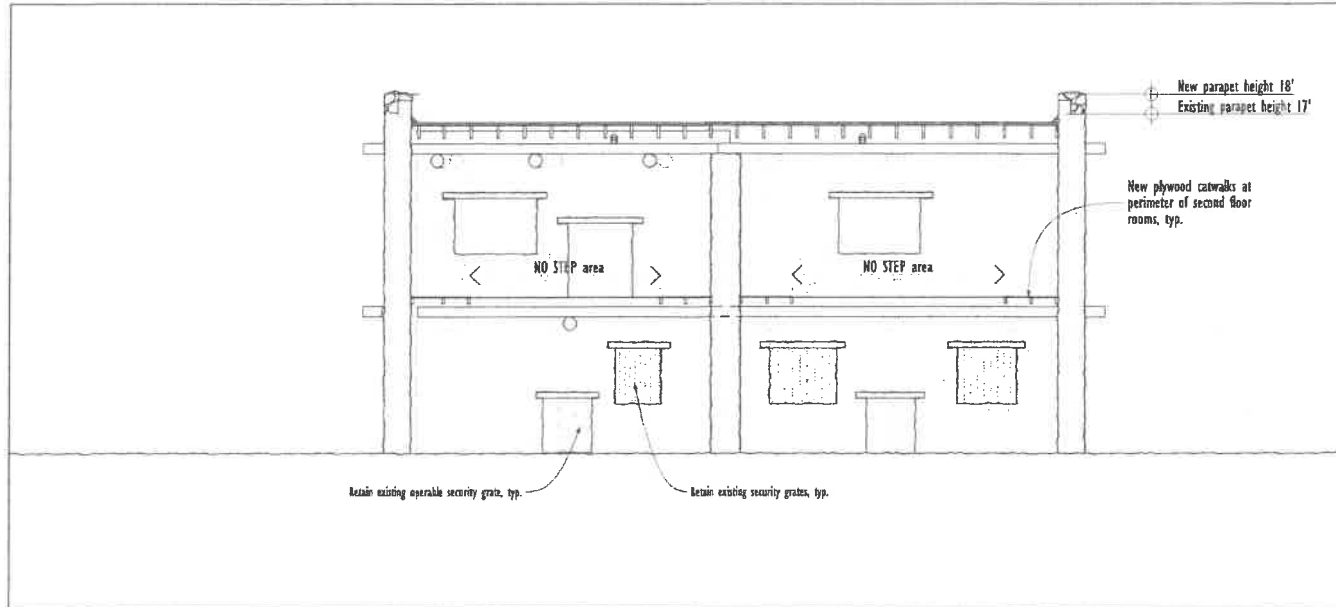 New parapet height 18'
Existing parapet height 17'
New plywood catwalks at
perimeter of second floor
rooms, typ.
NO STEP area
NO STEP area
Retain existing operable security grate, typ.
Retain existing security grates, typ.